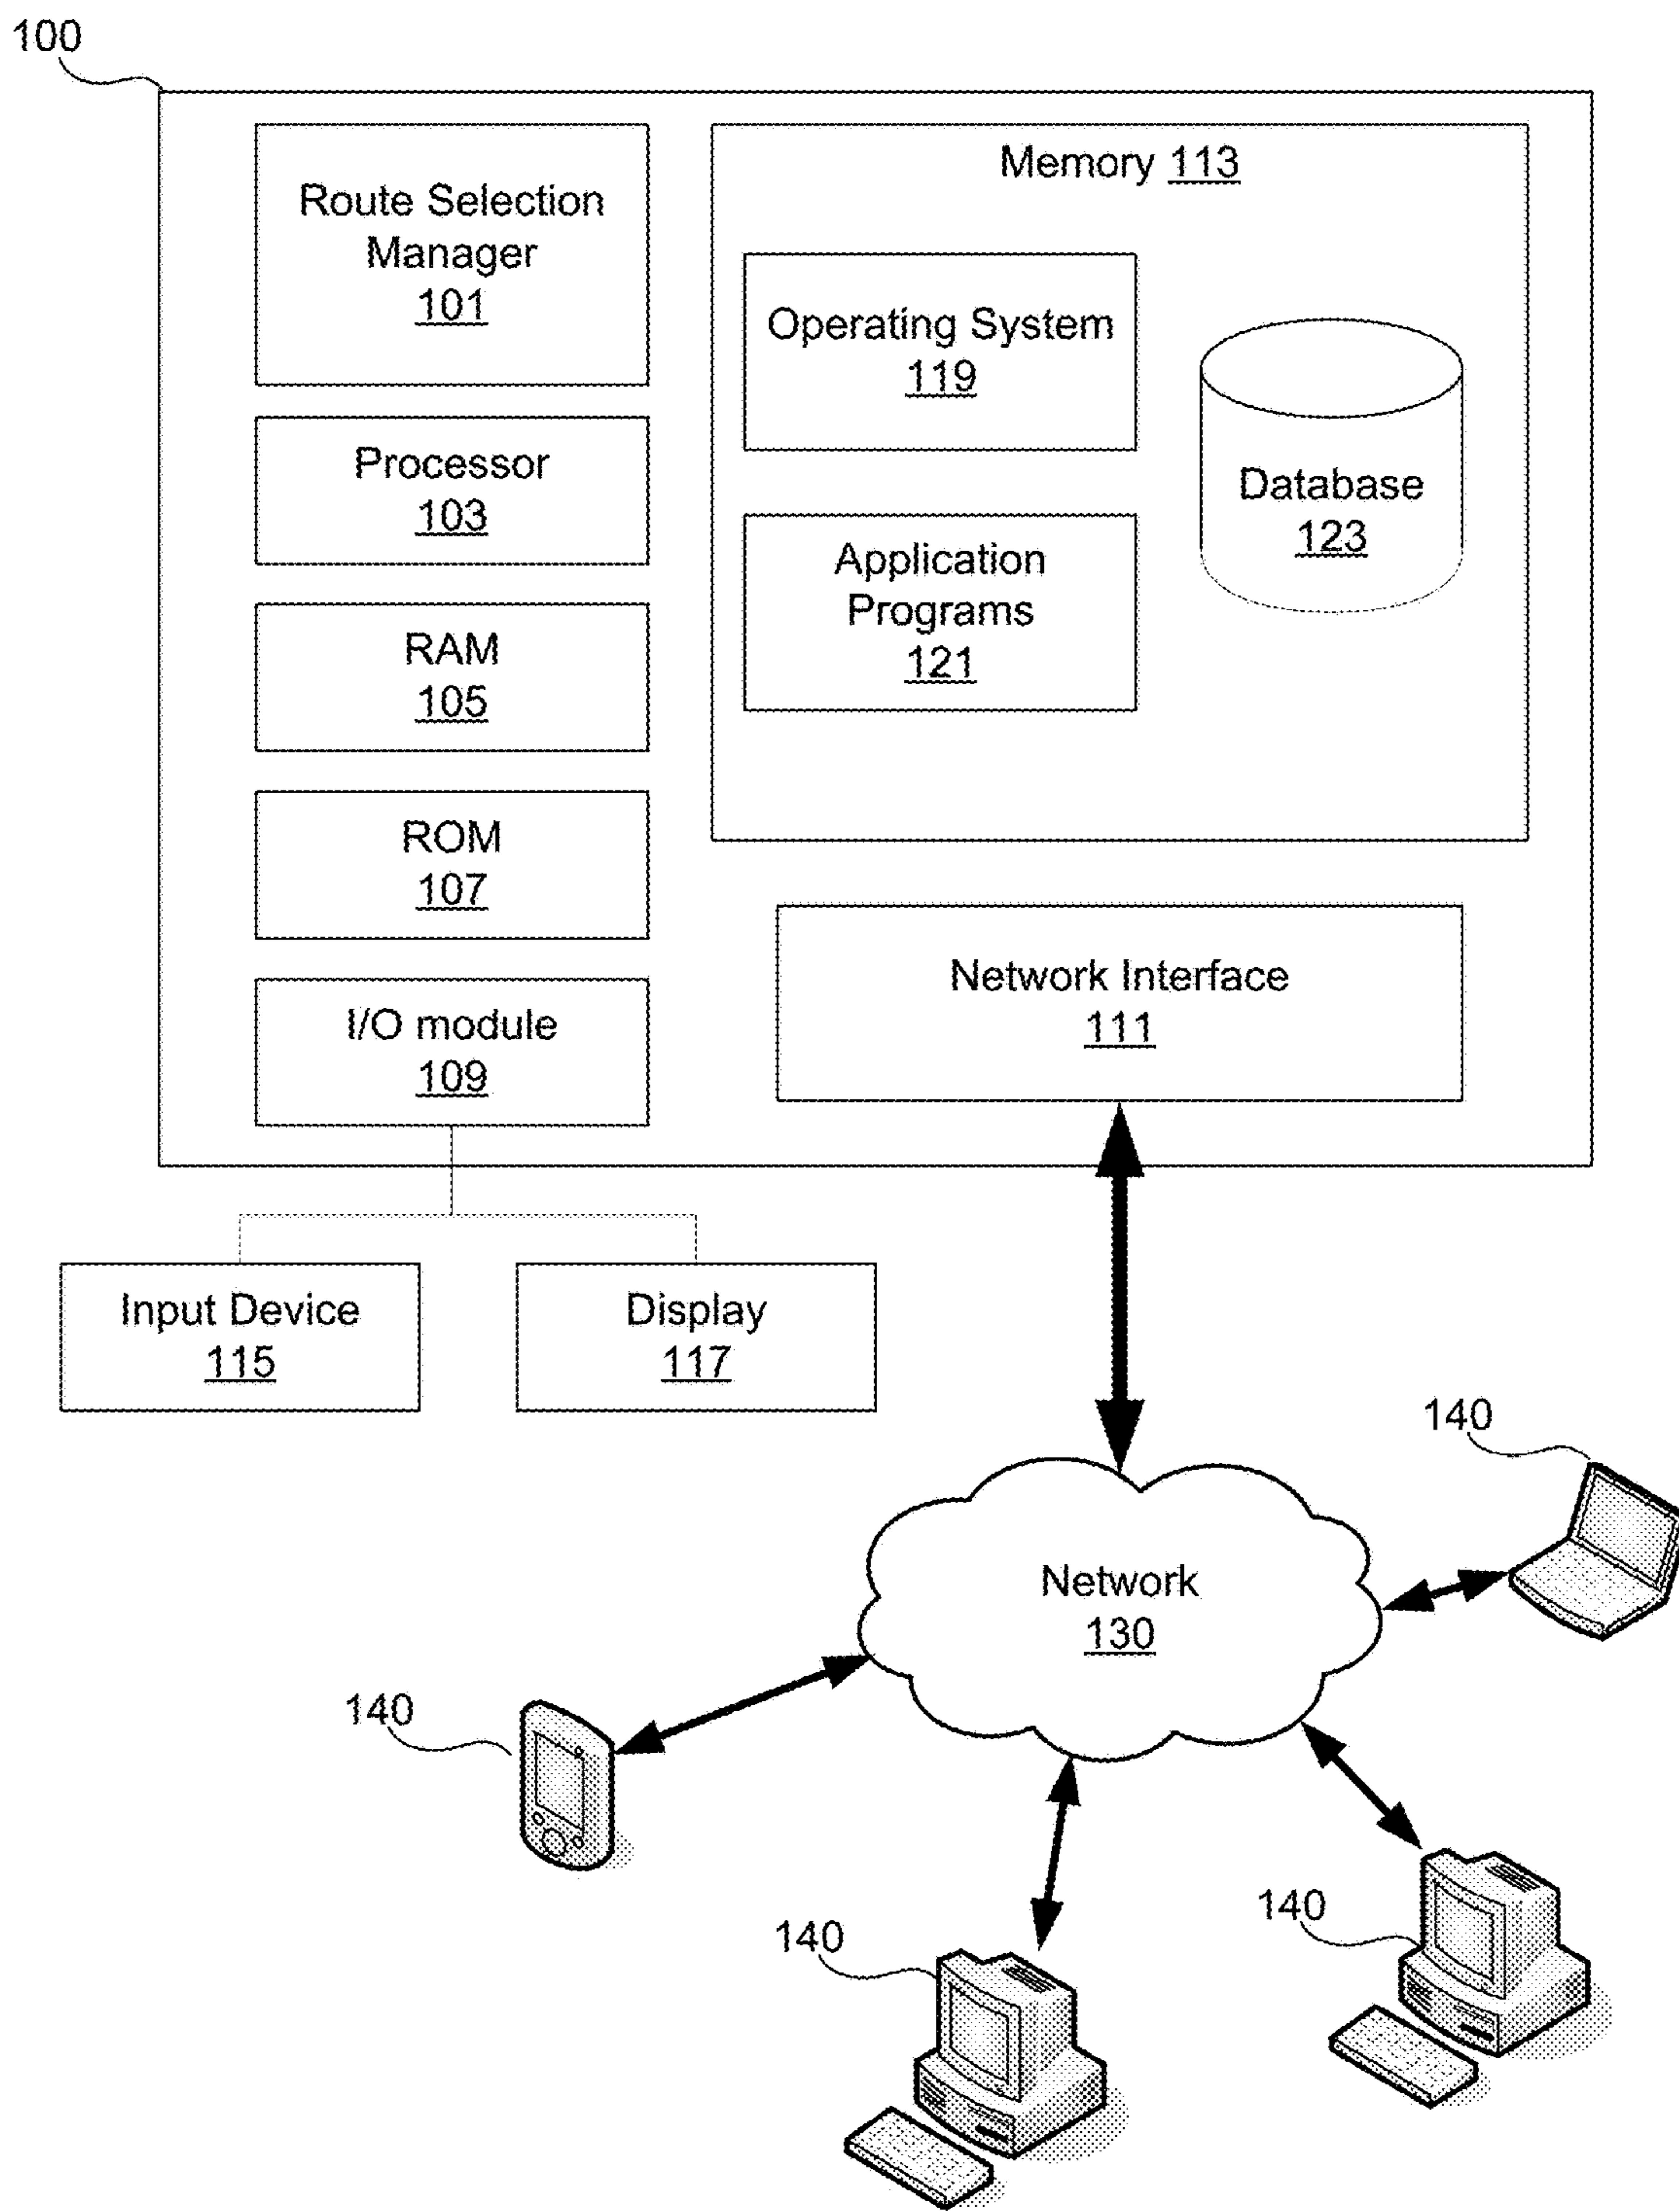 100
Route Selection
Manager
101
Processor
103
RAM
105
ROM
107
I/O module
109
Memory 113
Operating System
119
Application
Programs
121
Database
123
Network Interface
111
Input Device
115
Display
117
140
Network
130
140
140
140